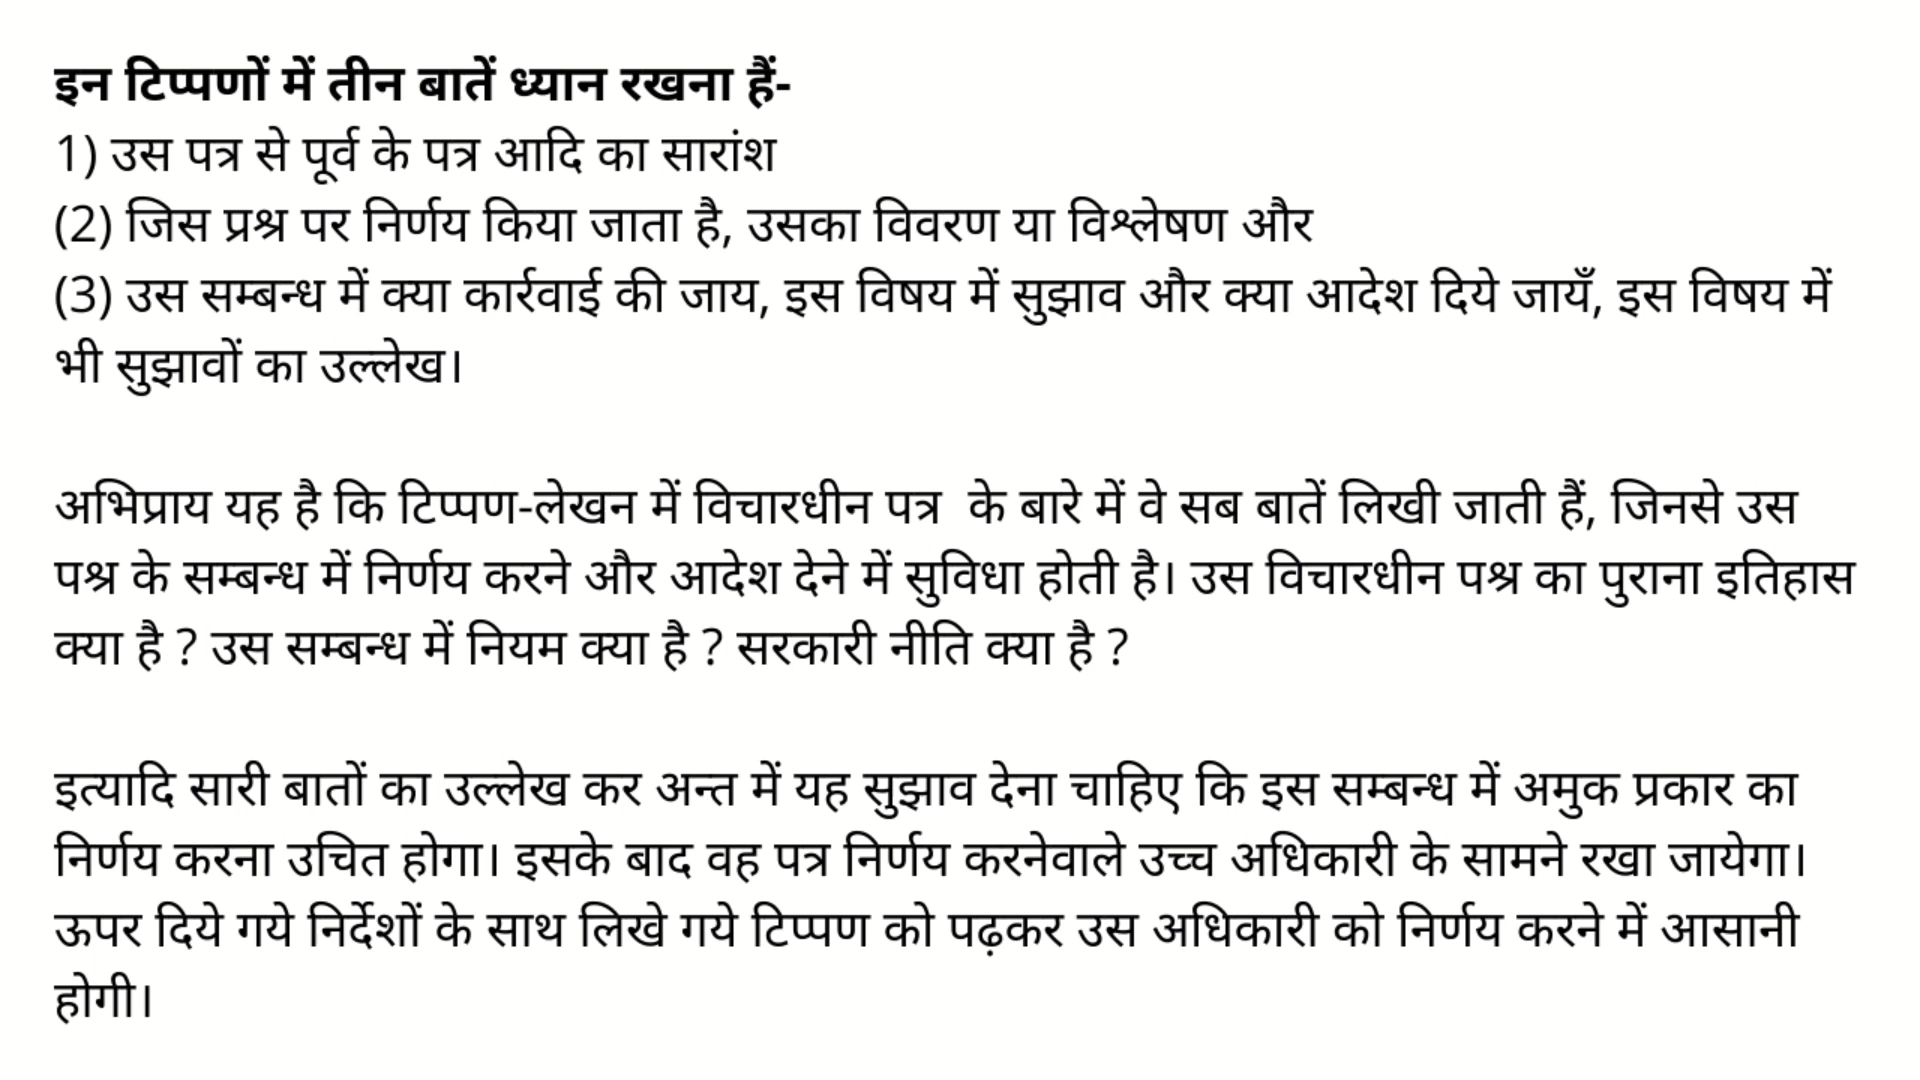 इन टिप्पणों में तीन बातें ध्यान रखना हैं-
1) उस पत्र से पूर्व के पत्र आदि का सारांश
(2) जिस प्रश्र पर निर्णय किया जाता है, उसका विवरण या विश्लेषण और
(3) उस सम्बन्ध में क्या कार्रवाई की जाय, इस विषय में सुझाव और क्या आदेश दिये जायँ, इस विषय में
भी सुझावों का उल्लेख।
अभिप्राय यह है कि टिप्पण-लेखन में विचारधीन पत्र के बारे में वे सब बातें लिखी जाती हैं, जिनसे उस
पश्र के सम्बन्ध में निर्णय करने और आदेश देने में सुविधा होती है। उस विचारधीन पश्र का पुराना इतिहास
क्या है ? उस सम्बन्ध में नियम क्या है ? सरकारी नीति क्या है ?
इत्यादि सारी बातों का उल्लेख कर अन्त में यह सुझाव देना चाहिए कि इस सम्बन्ध में अमुक प्रकार का
निर्णय करना उचित होगा। इसके बाद वह पत्र निर्णय करनेवाले उच्च अधिकारी के सामने रखा जायेगा।
ऊपर दिये गये निर्देशों के साथ लिखे गये टिप्पण को पढ़कर उस अधिकारी को निर्णय करने में आसानी
होगी।